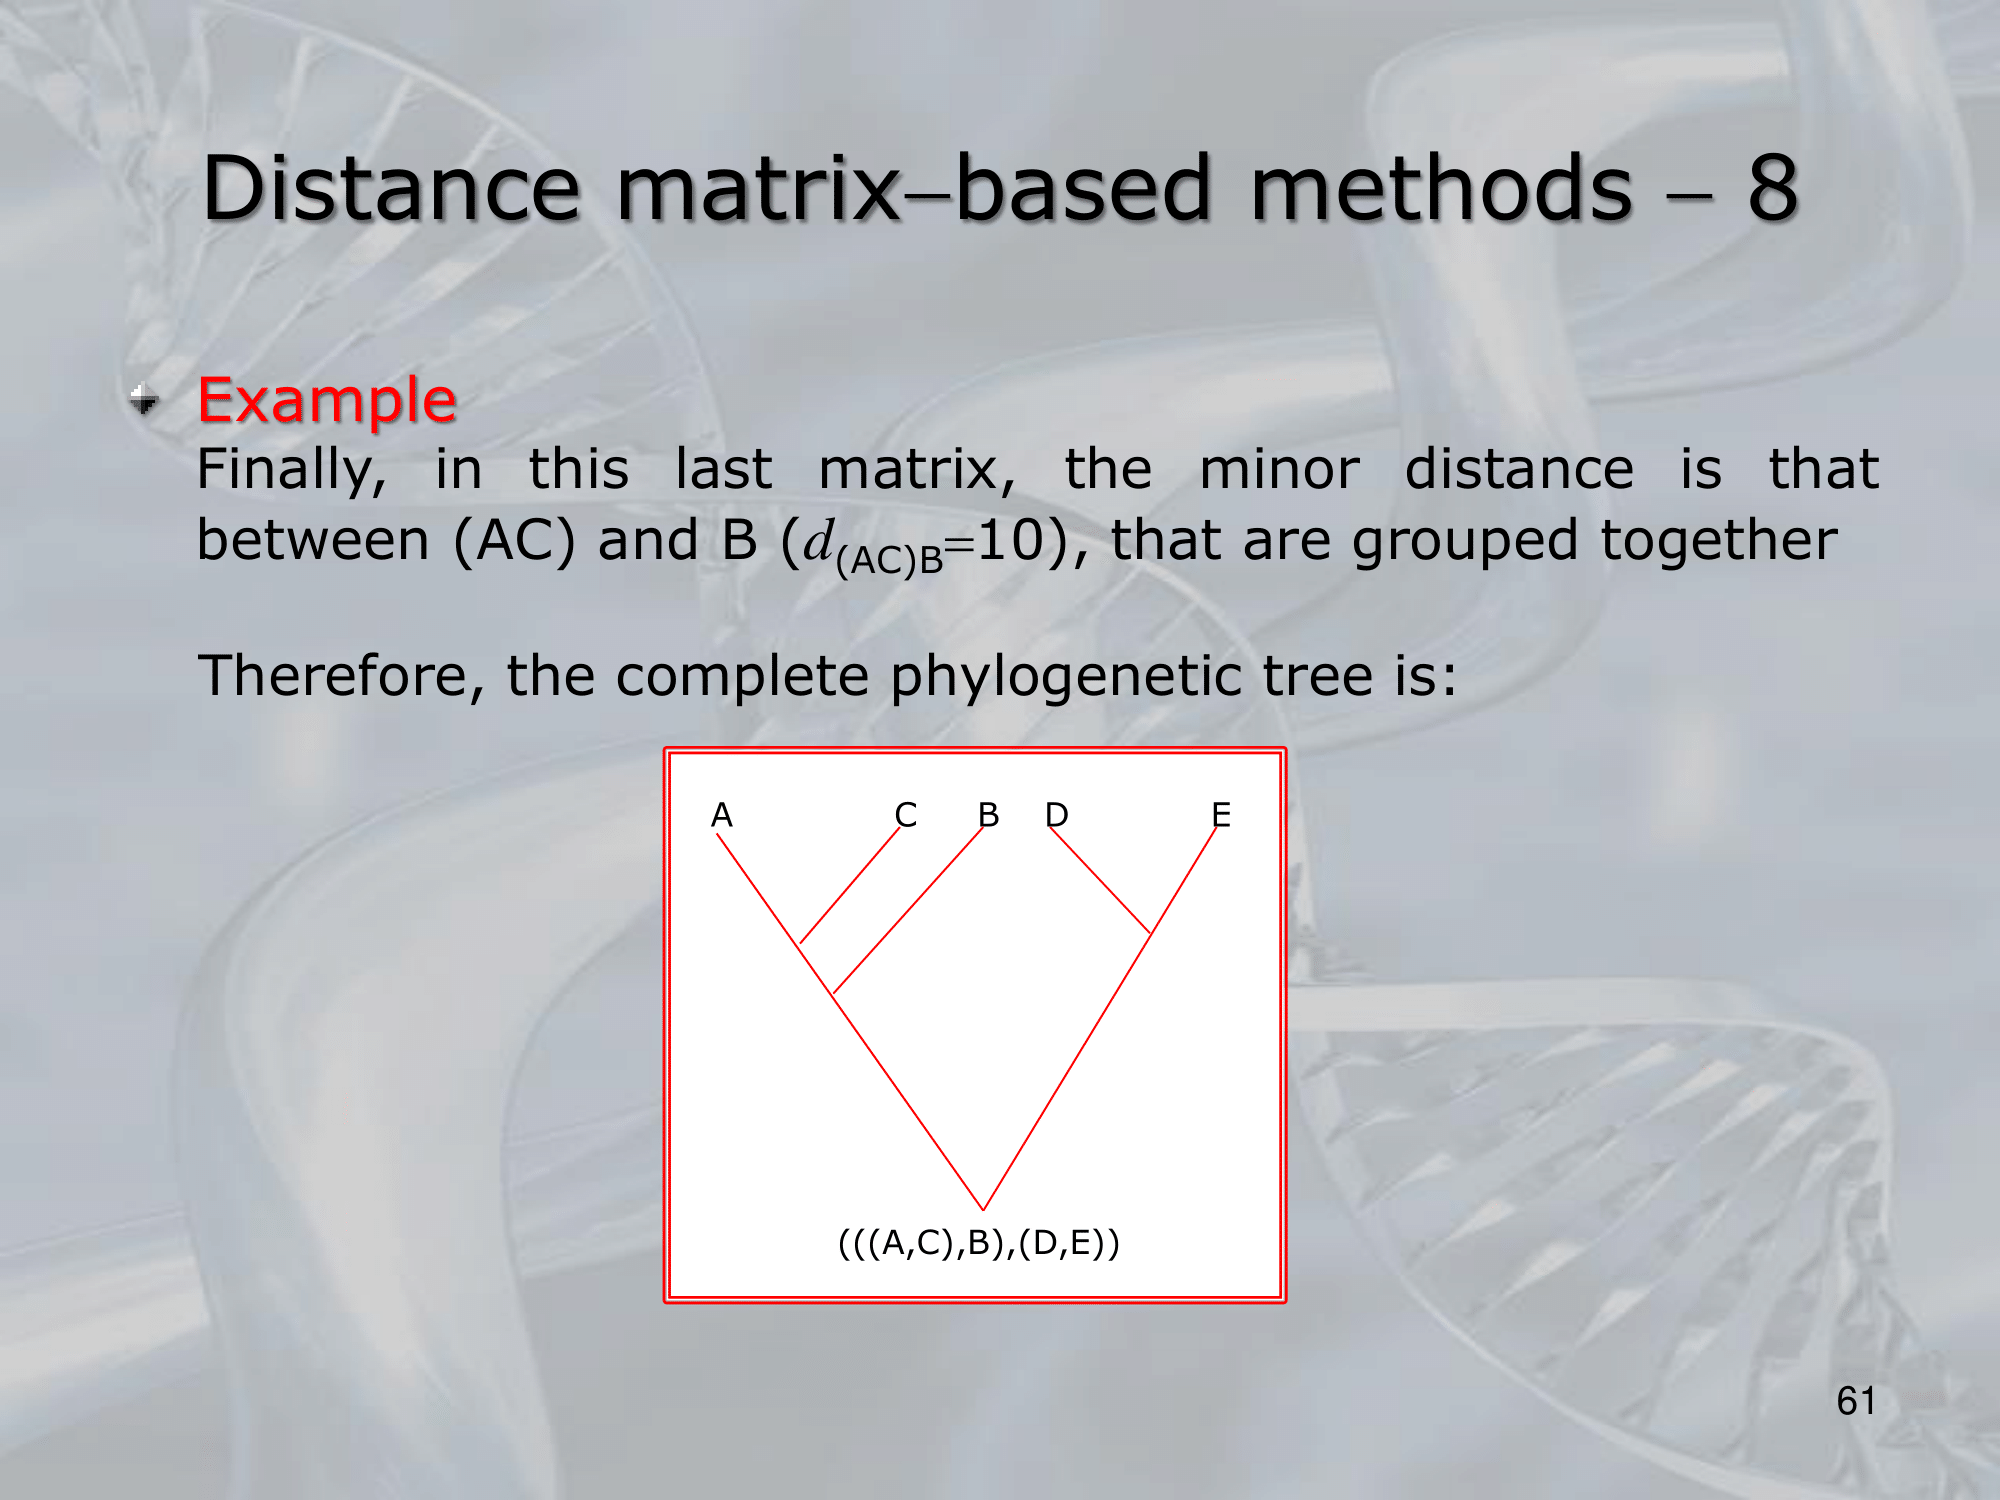 Distance matrix–based methods – 8
Example
Finally, in this last matrix, the minor distance is that
between (AC) and B (d(AC)B=10), that are grouped together
Therefore, the complete phylogenetic tree is:
A C B D E
(((A,C),B),(D,E))
61